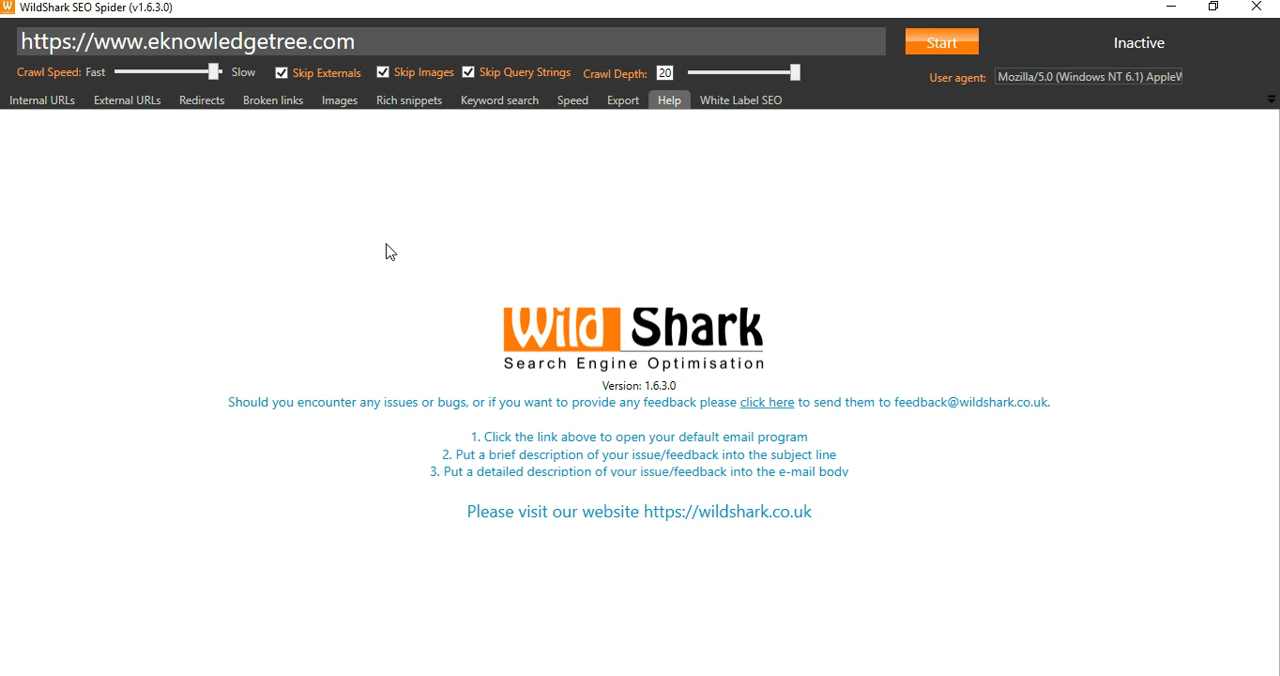 W WildShark SEO Spider (v1.6.3.0)
https://www.eknowledgetree.com Start Inactive
Crawl Speed: Fast Slow Skip Externals Skip Images Skip Query Strings Crawl Depth: 20 User agent: Mozilla/5.0 (Windows NT 6.1) AppleW
Internal URLs External URLs Redirects Broken links Images Rich snippets Keyword search Speed Export Help White Label SEO
Wild Shark
Search Engine Optimisation
Version: 1.6.3.0
Should you encounter any issues or bugs, or if you want to provide any feedback please click here to send them to feedback@wildshark.co.uk.
1. Click the link above to open your default email program
2. Put a brief description of your issue/feedback into the subject line
3. Put a detailed description of your issue/feedback into the e-mail body
Please visit our website https://wildshark.co.uk